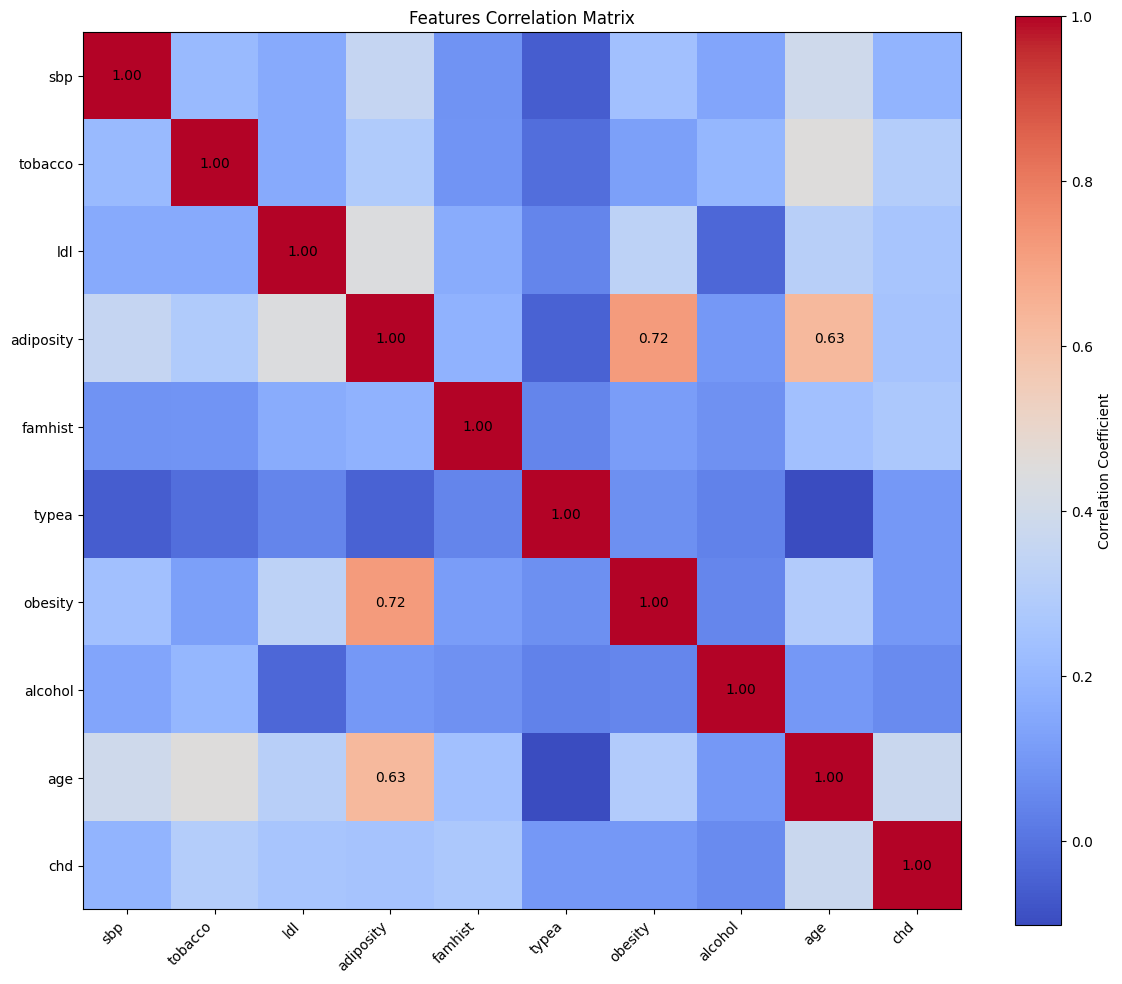 Features Correlation Matrix
sbp
tobacco
ldl
adiposity
famhist
typea
obesity
alcohol
age
chd
1.00
1.00
1.00
1.00 0.72 0.63
1.00
1.00
0.72 1.00
1.00
0.63 1.00
1.00
sbp tobacco ldl adiposity famhist typea obesity alcohol age chd
1.0
0.8
0.6
0.4
0.2
0.0
Correlation Coefficient